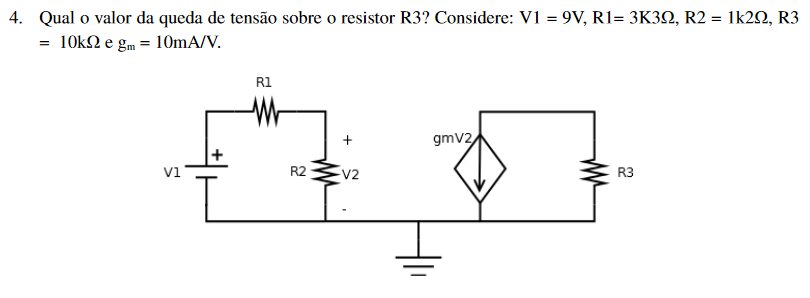 4. Qual o valor da queda de tensão sobre o resistor R3? Considere: V1 = 9V, R1= 3K3Ω, R2 = 1k2Ω, R3
= 10kΩ e gm = 10mA/V.
R1
+
+
gmV2
V1
R2
V2
R3
-